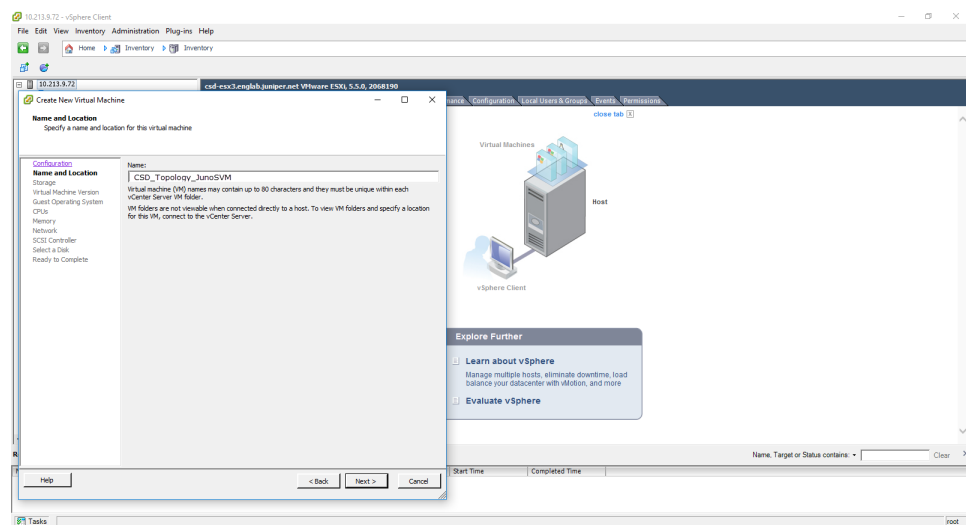 10.213.9.72 - vSphere Client
File Edit View Inventory Administration Plug-ins Help
Home Inventory Inventory
10.213.9.72
csd-esx3.englab.juniper.net VMware ESXi, 5.5.0, 2068190
Configuration Local Users & Groups Events Permissions
close tab
Create New Virtual Machine
Name and Location
Specify a name and location for this virtual machine
Configuration
Name and Location
Storage
Virtual Machine Version
Guest Operating System
CPUs
Memory
Network
SCSI Controller
Select a Disk
Ready to Complete
Name:
CSD_Topology_JunoSVM
Virtual machine (VM) names may contain up to 80 characters and they must be unique within each
vCenter Server VM folder.
VM folders are not viewable when connected directly to a host. To view VM folders and specify a location
for this VM, connect to the vCenter Server.
Help
< Back Next > Cancel
Virtual Machines
Host
vSphere Client
Explore Further
Learn about vSphere
Manage multiple hosts, eliminate downtime, load
balance your datacenter with vMotion, and more
Evaluate vSphere
Name, Target or Status contains: Clear
Start Time Completed Time
Tasks root